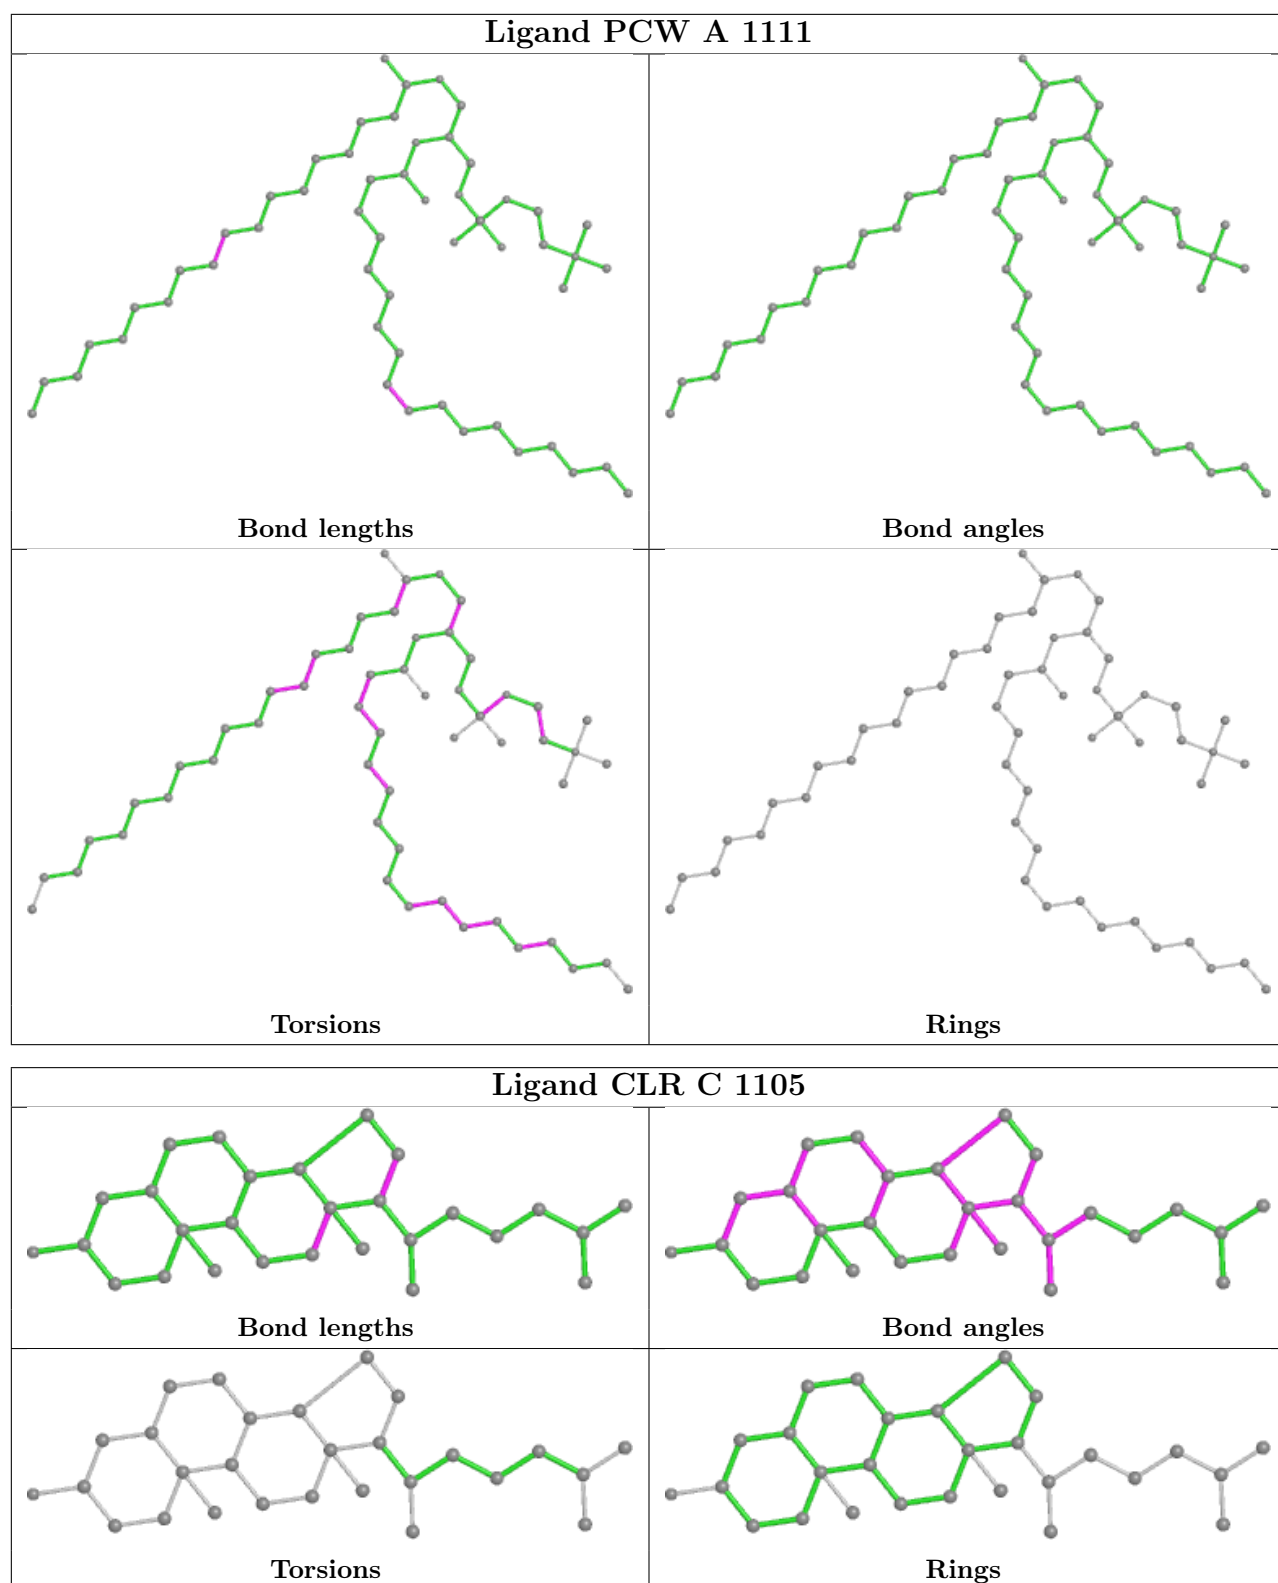 Ligand PCW A 1111
Bond lengths
Bond angles
Torsions
Rings
Ligand CLR C 1105
Bond lengths
Bond angles
Torsions
Rings